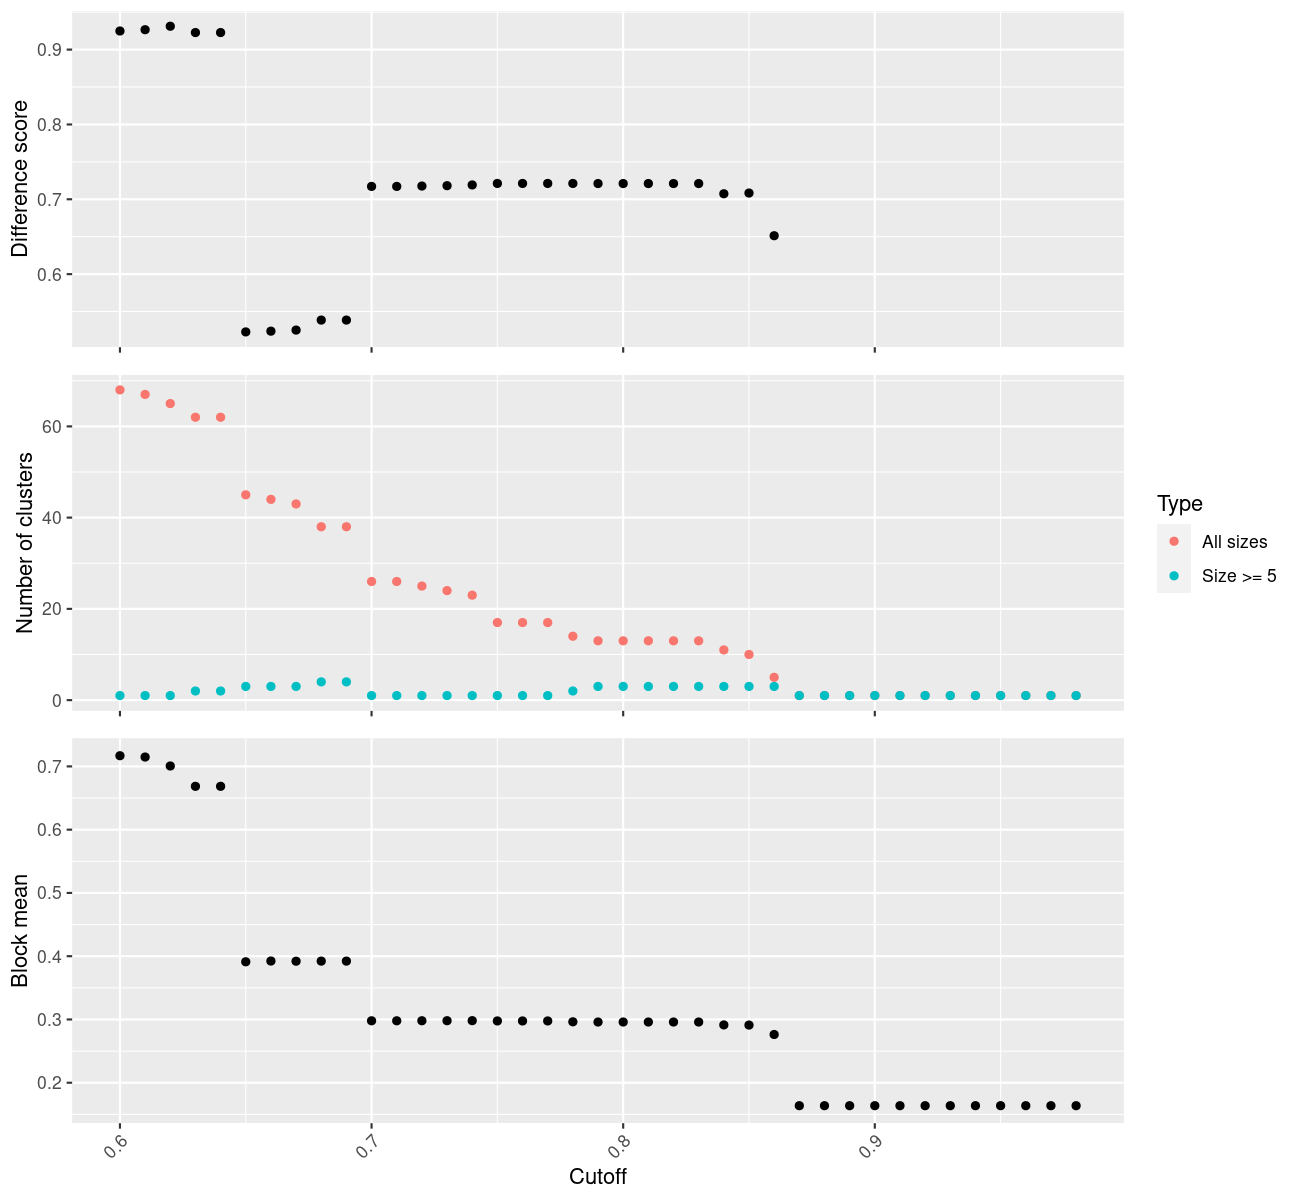 Difference score
0.9
0.8
0.7
0.6
Number of clusters
60
40
20
0
Type
All sizes
Size >= 5
Block mean
0.7
0.6
0.5
0.4
0.3
0.2
0.6
0.7
0.8
0.9
Cutoff